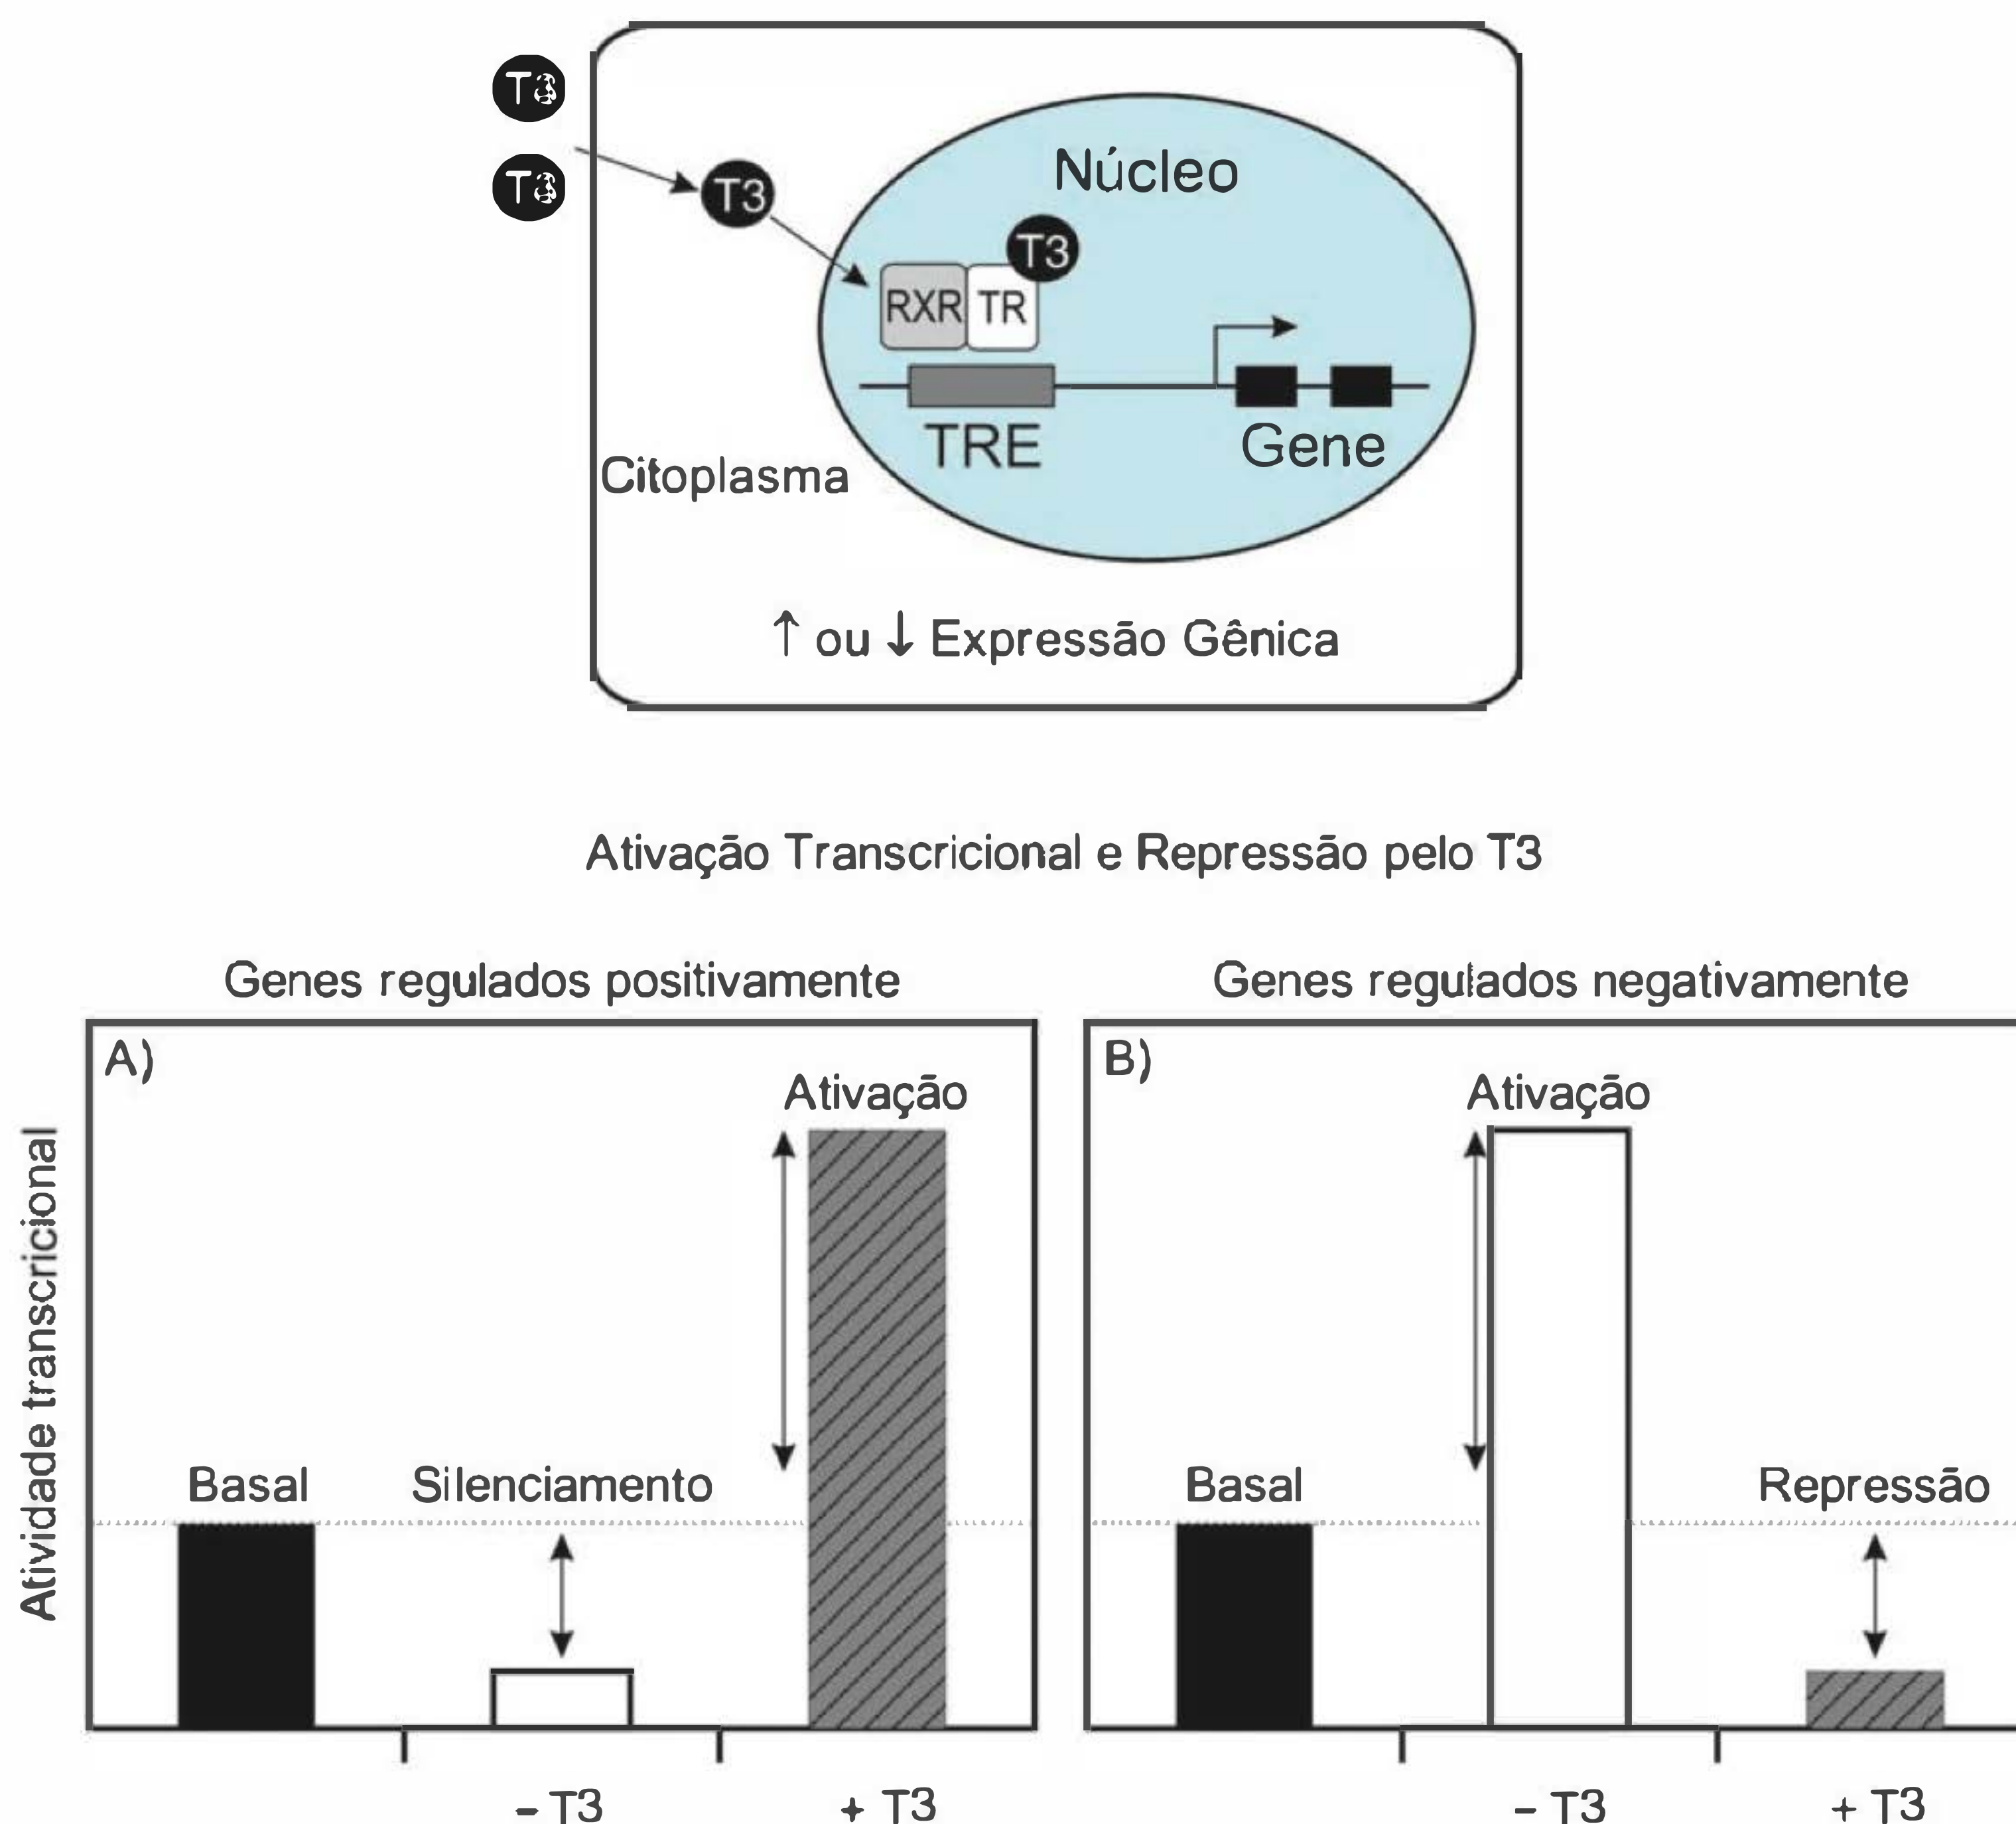 T3
T3
T3
Núcleo
T3
RXR TR
TRE
Gene
Citoplasma
↑ ou ↓ Expressão Gênica
Ativação Transcricional e Repressão pelo T3
Genes regulados positivamente
Genes regulados negativamente
Atividade transcricional
A)
Ativação
Basal
Silenciamento
– T3
+ T3
B)
Ativação
Basal
Repressão
– T3
+ T3